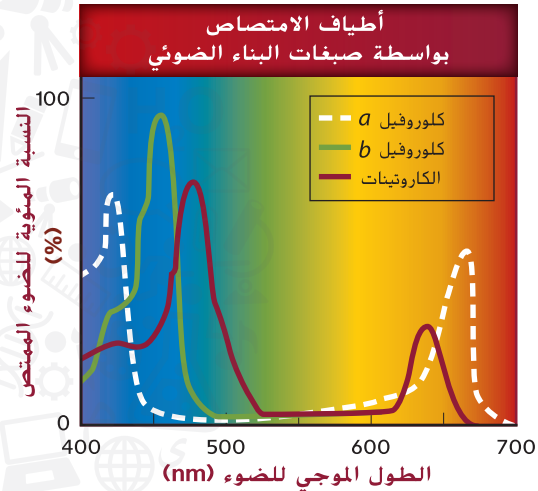 أطياف الامتصاص
بواسطة صبغات البناء الضوئي
النسبة المئوية للضوء الممتص
(%)
100
0
كلوروفيل a
كلوروفيل b
الكاروتينات
400 500 600 700
الطول الموجي للضوء (nm)